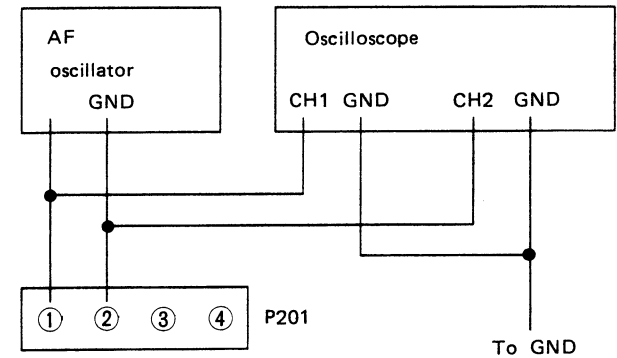 AF
oscillator
GND
Oscilloscope
CH1 GND CH2 GND
① ② ③ ④ P201
To GND